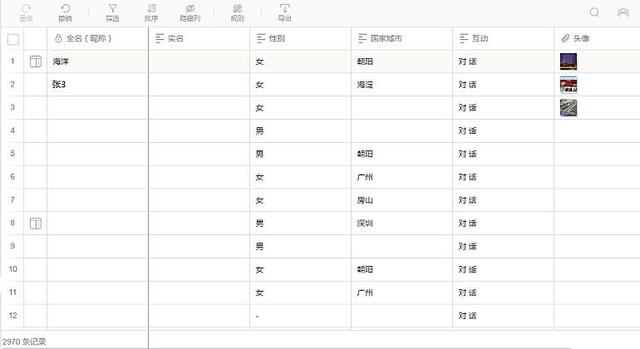 重做 撤销 筛选 排序 隐藏列 规则 导出
全名（昵称） 实名 性别 国家城市 互动 头像
1 海洋 女 朝阳 对话
2 张3 女 海淀 对话
3 女 对话
4 男 对话
5 男 朝阳 对话
6 女 广州 对话
7 女 房山 对话
8 男 深圳 对话
9 男 对话
10 女 朝阳 对话
11 女 广州 对话
12 - 对话
2970 条记录